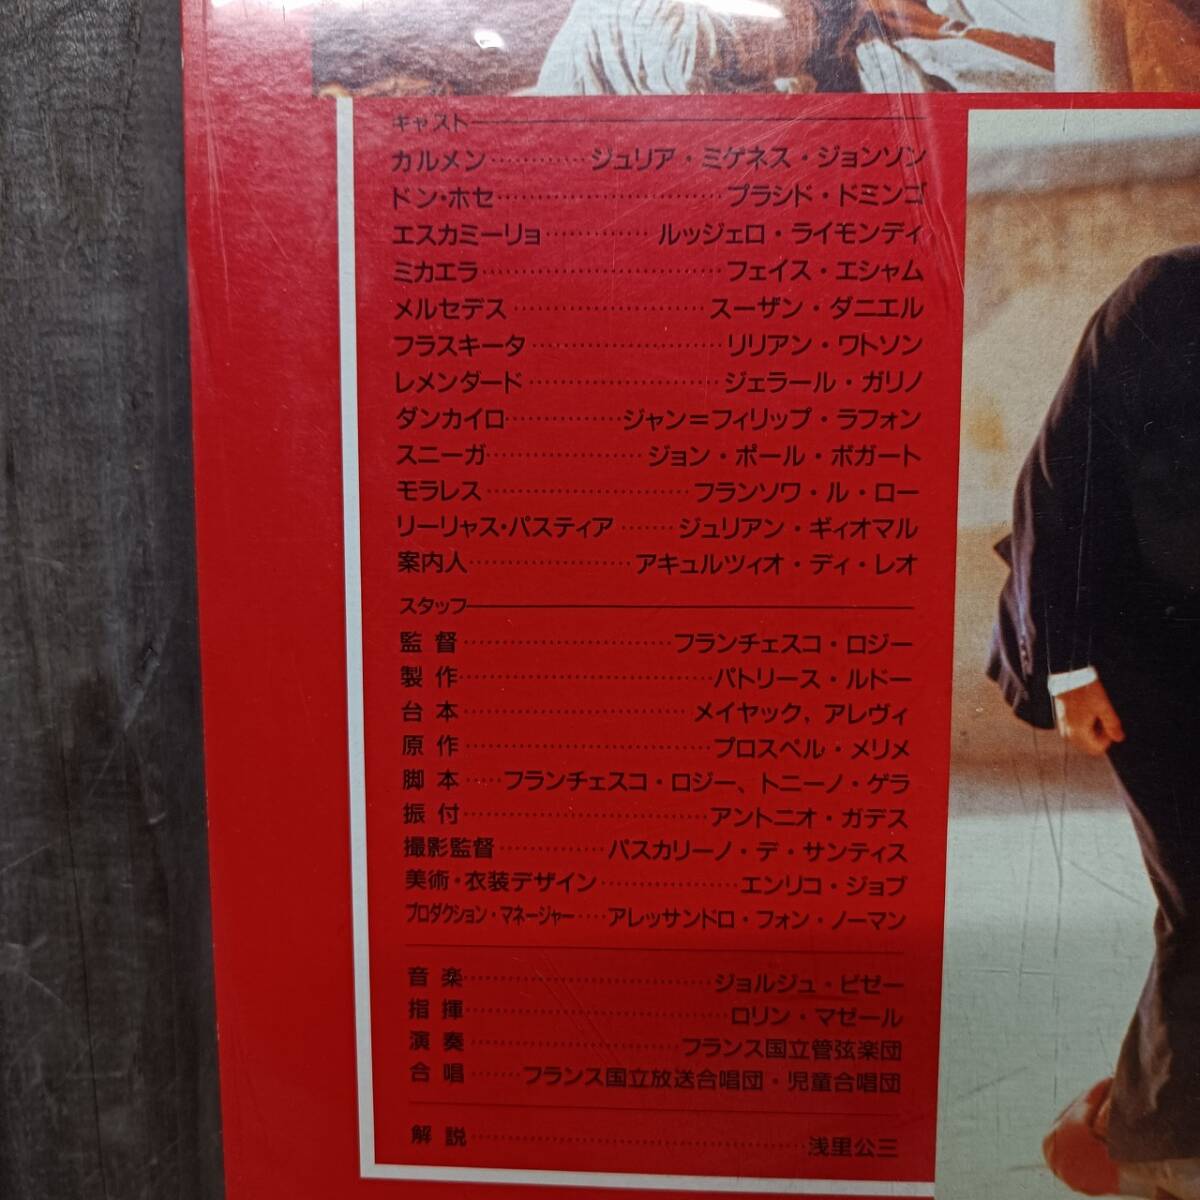 キャスト
カルメン…………ジュリア・ミゲネス・ジョンソン
ドン・ホセ…………プラシド・ドミンゴ
エスカミーリョ…………ルッジェロ・ライモンディ
ミカエラ…………フェイス・エシャム
メルセデス…………スーザン・ダニエル
フラスキータ…………リリアン・ワトソン
レメンダード…………ジェラール・ガリノ
ダンカイロ…………ジャン=フィリップ・ラフォン
スニーガ…………ジョン・ポール・ボガート
モラレス…………フランソワ・ル・ロー
リーリャス・パスティア……ジュリアン・ギィオマル
案内人…………アキュルツィオ・ディ・レオ
スタッフ
監督…………フランチェスコ・ロジー
製作…………パトリース・ルドー
台本…………メイヤック, アレヴィ
原作…………プロスペル・メリメ
脚本……フランチェスコ・ロジー、トニーノ・ゲラ
振付…………アントニオ・ガデス
撮影監督…………パスカリーノ・デ・サンティス
美術・衣装デザイン…………エンリコ・ジョブ
プロダクション・マネージャー……アレッサンドロ・フォン・ノーマン
音楽…………ジョルジュ・ビゼー
指揮…………ロリン・マゼール
演奏…………フランス国立管弦楽団
合唱……フランス国立放送合唱団・児童合唱団
解説…………浅里公三